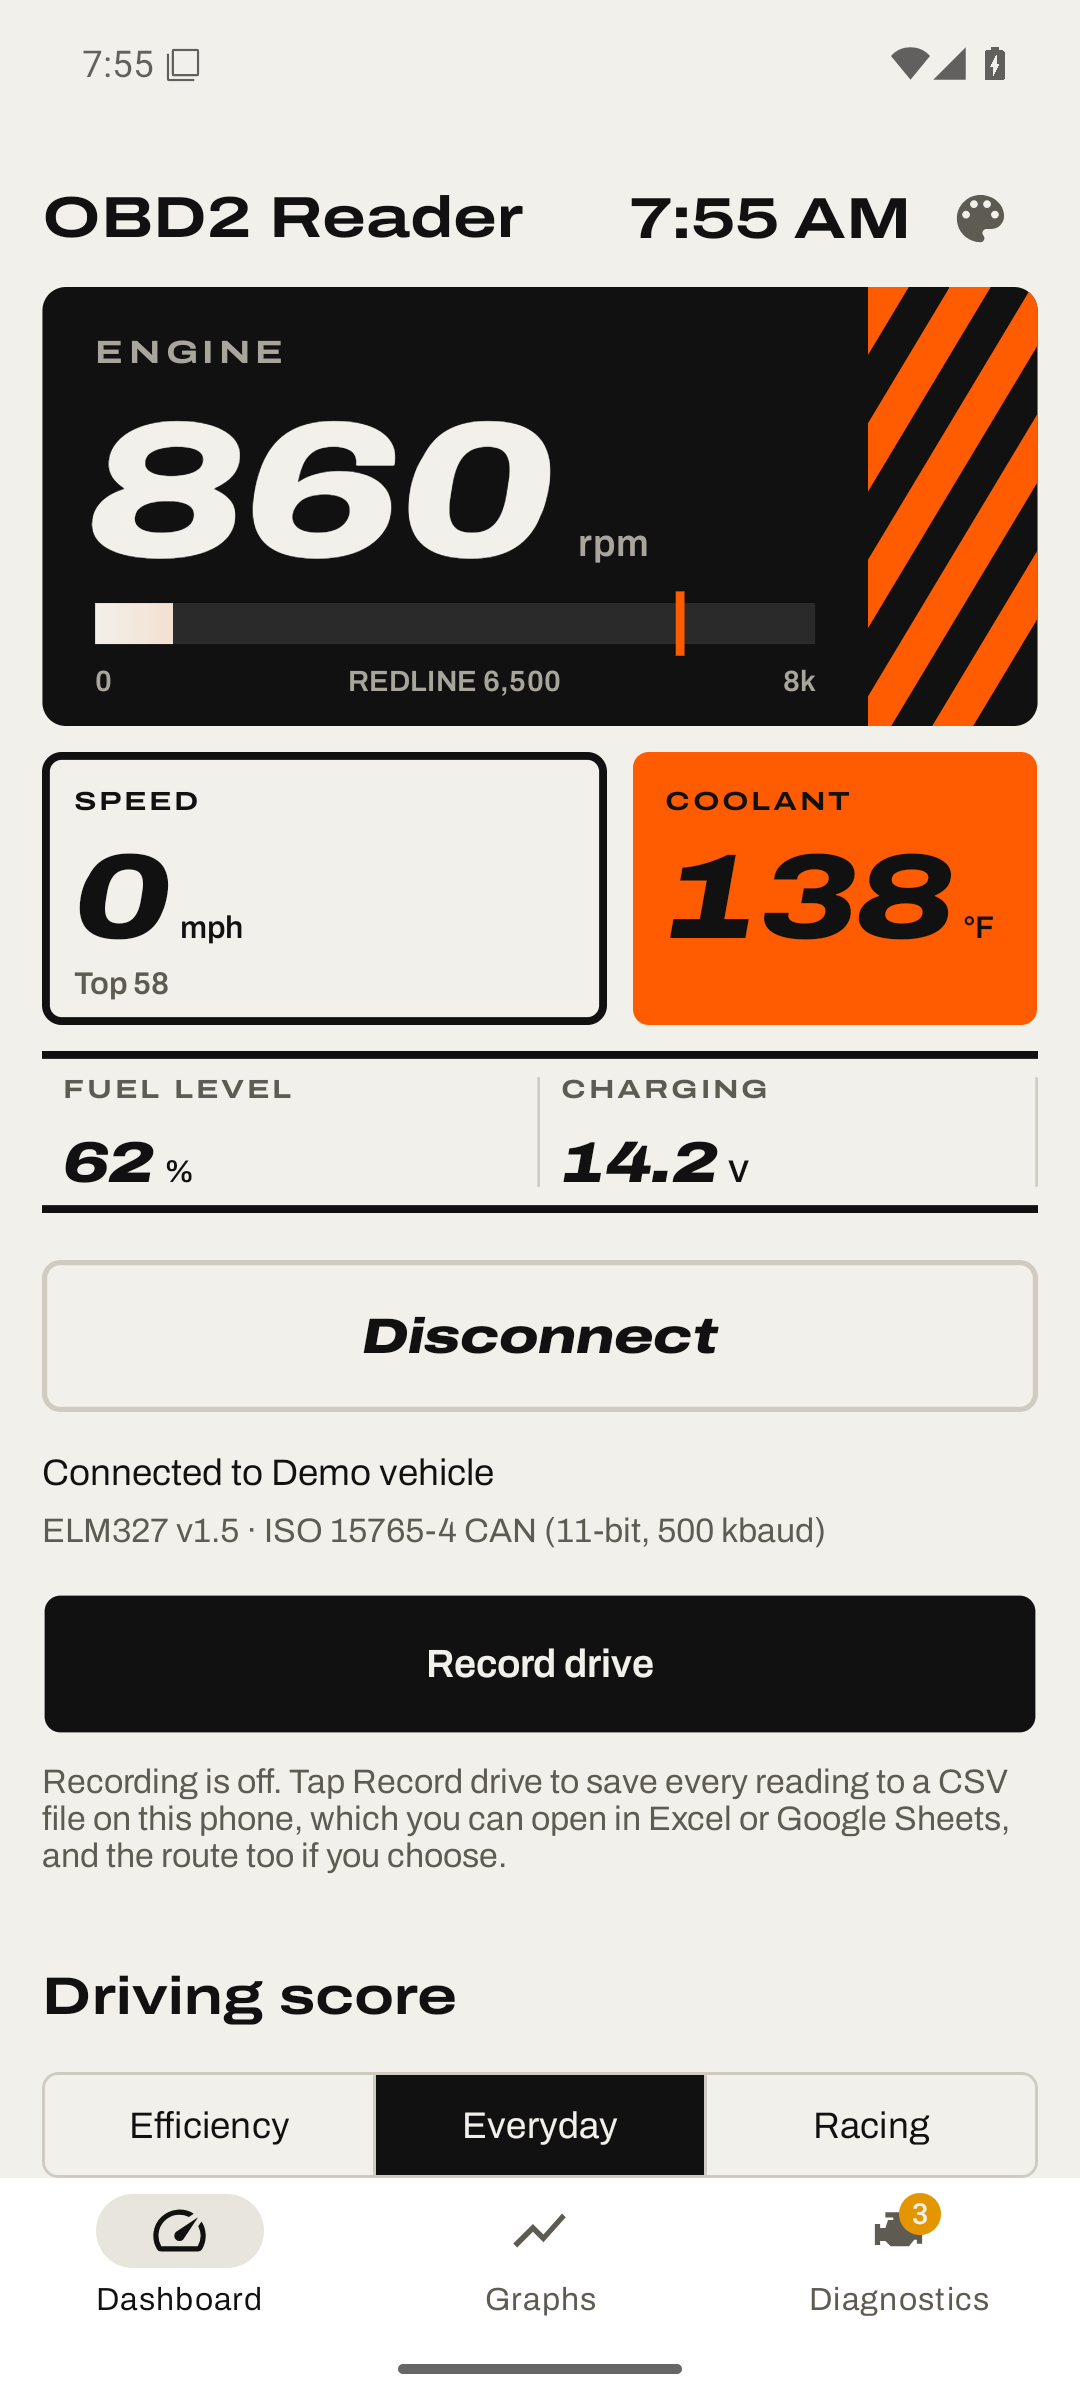 7:55
OBD2 Reader 7:55 AM
ENGINE
860 rpm
0 REDLINE 6,500 8k
SPEED
0 mph
Top 58
COOLANT
138 °F
FUEL LEVEL
62 %
CHARGING
14.2 V
Disconnect
Connected to Demo vehicle
ELM327 v1.5 · ISO 15765-4 CAN (11-bit, 500 kbaud)
Record drive
Recording is off. Tap Record drive to save every reading to a CSV
file on this phone, which you can open in Excel or Google Sheets,
and the route too if you choose.
Driving score
Efficiency Everyday Racing
3
Dashboard Graphs Diagnostics